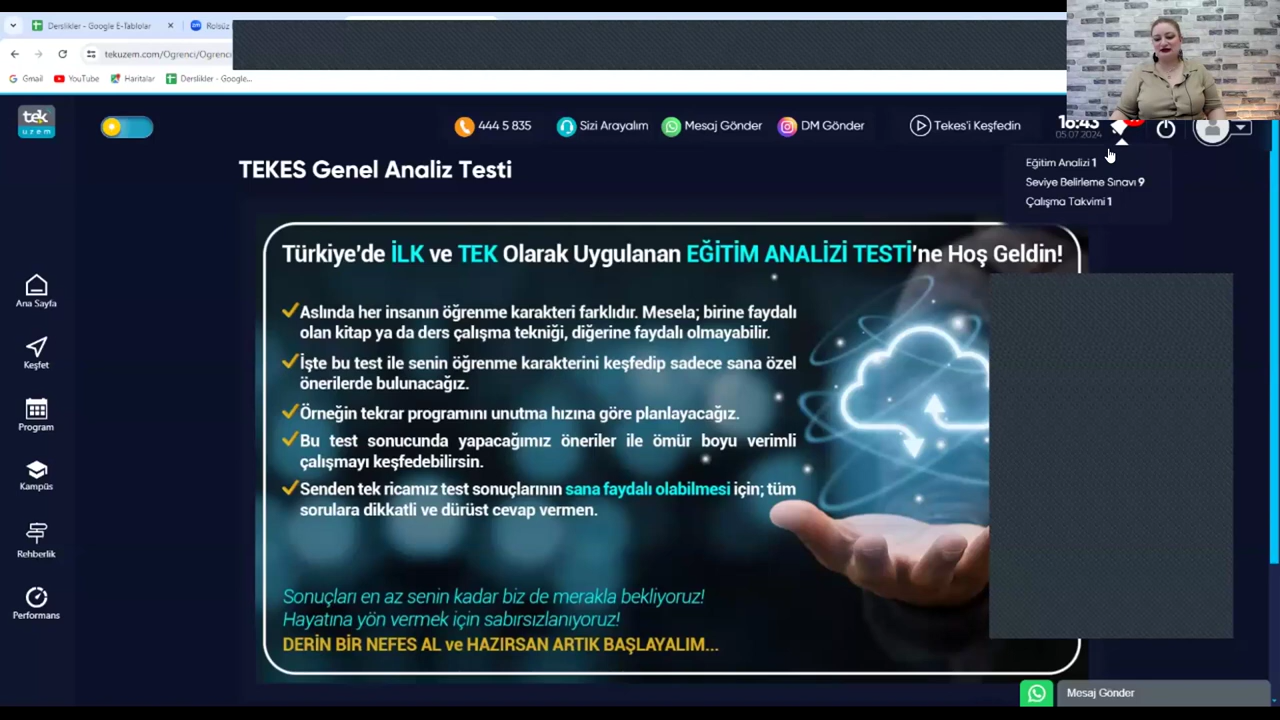 Derslikler - Google E-Tablolar
Rolsüz
tekuzem.com/Ogrenci/Ogrenci
Gmail
YouTube
Haritalar
Derslikler - Google...
tek
uzem
444 5 835
Sizi Arayalım
Mesaj Gönder
DM Gönder
Tekes'i Keşfedin
16:43
05.07.2024
Eğitim Analizi 1
Seviye Belirleme Sınavı 9
Çalışma Takvimi 1
TEKES Genel Analiz Testi
Türkiye'de İLK ve TEK Olarak Uygulanan EĞİTİM ANALİZİ TESTİ'ne Hoş Geldin!
Aslında her insanın öğrenme karakteri farklıdır. Mesela; birine faydalı
olan kitap ya da ders çalışma tekniği, diğerine faydalı olmayabilir.
İşte bu test ile senin öğrenme karakterini keşfedip sadece sana özel
önerilerde bulunacağız.
Örneğin tekrar programını unutma hızına göre planlayacağız.
Bu test sonucunda yapacağımız öneriler ile ömür boyu verimli
çalışmayı keşfedebilirsin.
Senden tek ricamız test sonuçlarının sana faydalı olabilmesi için; tüm
sorulara dikkatli ve dürüst cevap vermen.
Sonuçları en az senin kadar biz de merakla bekliyoruz!
Hayatına yön vermek için sabırsızlanıyoruz!
DERİN BİR NEFES AL ve HAZIRSAN ARTIK BAŞLAYALIM...
Ana Sayfa
Keşfet
Program
Kampüs
Rehberlik
Performans
Mesaj Gönder